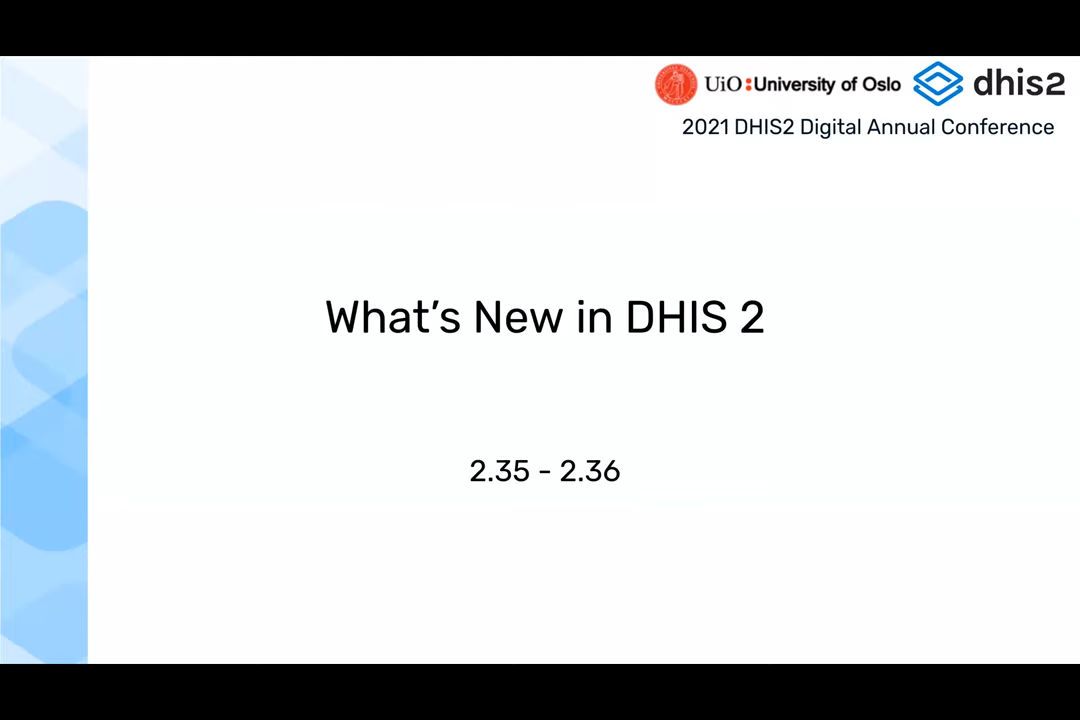 UiO:University of Oslo dhis2
2021 DHIS2 Digital Annual Conference
What's New in DHIS 2
2.35 - 2.36